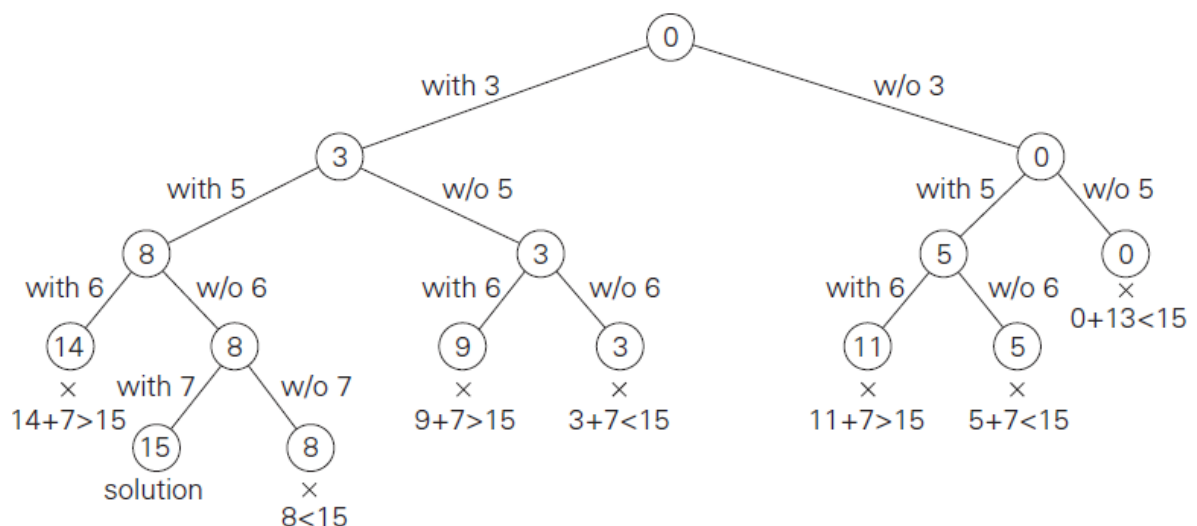 0
with 3
w/o 3
3
0
with 5
w/o 5
with 5
w/o 5
8
3
5
0
with 6
w/o 6
with 6
w/o 6
with 6
w/o 6
×
0+13<15
14
8
9
3
11
5
×
with 7
w/o 7
×
×
×
×
14+7>15
9+7>15
3+7<15
11+7>15
5+7<15
15
8
solution
×
8<15